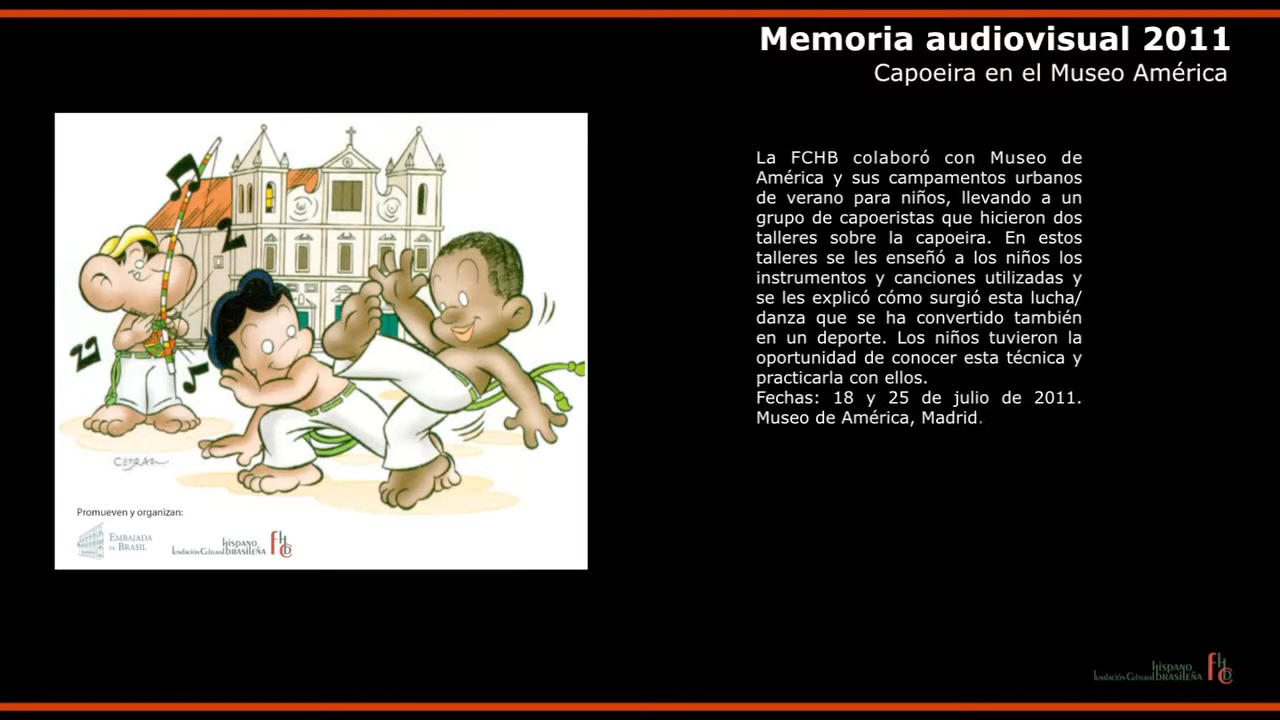 Memoria audiovisual 2011
Capoeira en el Museo América
La FCHB colaboró con Museo de
América y sus campamentos urbanos
de verano para niños, llevando a un
grupo de capoeristas que hicieron dos
talleres sobre la capoeira. En estos
talleres se les enseñó a los niños los
instrumentos y canciones utilizadas y
se les explicó cómo surgió esta lucha/
danza que se ha convertido también
en un deporte. Los niños tuvieron la
oportunidad de conocer esta técnica y
practicarla con ellos.
Fechas: 18 y 25 de julio de 2011.
Museo de América, Madrid.
CEDRAZ
Promueven y organizan:
EMBAJADA
DE BRASIL
hISPANO
fundación Cultural bRASILEñA
fHCB
hISPANO
fundación Cultural bRASILEñA
fHCB